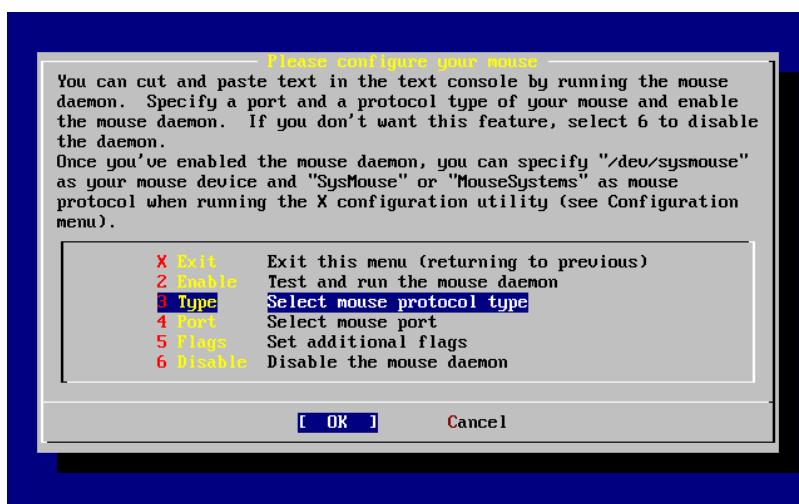 Please configure your mouse
You can cut and paste text in the text console by running the mouse
daemon.  Specify a port and a protocol type of your mouse and enable
the mouse daemon.  If you don't want this feature, select 6 to disable
the daemon.
Once you've enabled the mouse daemon, you can specify "/dev/sysmouse"
as your mouse device and "SysMouse" or "MouseSystems" as mouse
protocol when running the X configuration utility (see Configuration
menu).
X Exit     Exit this menu (returning to previous)
2 Enable   Test and run the mouse daemon
3 Type     Select mouse protocol type
4 Port     Select mouse port
5 Flags    Set additional flags
6 Disable  Disable the mouse daemon
[  OK  ]       Cancel